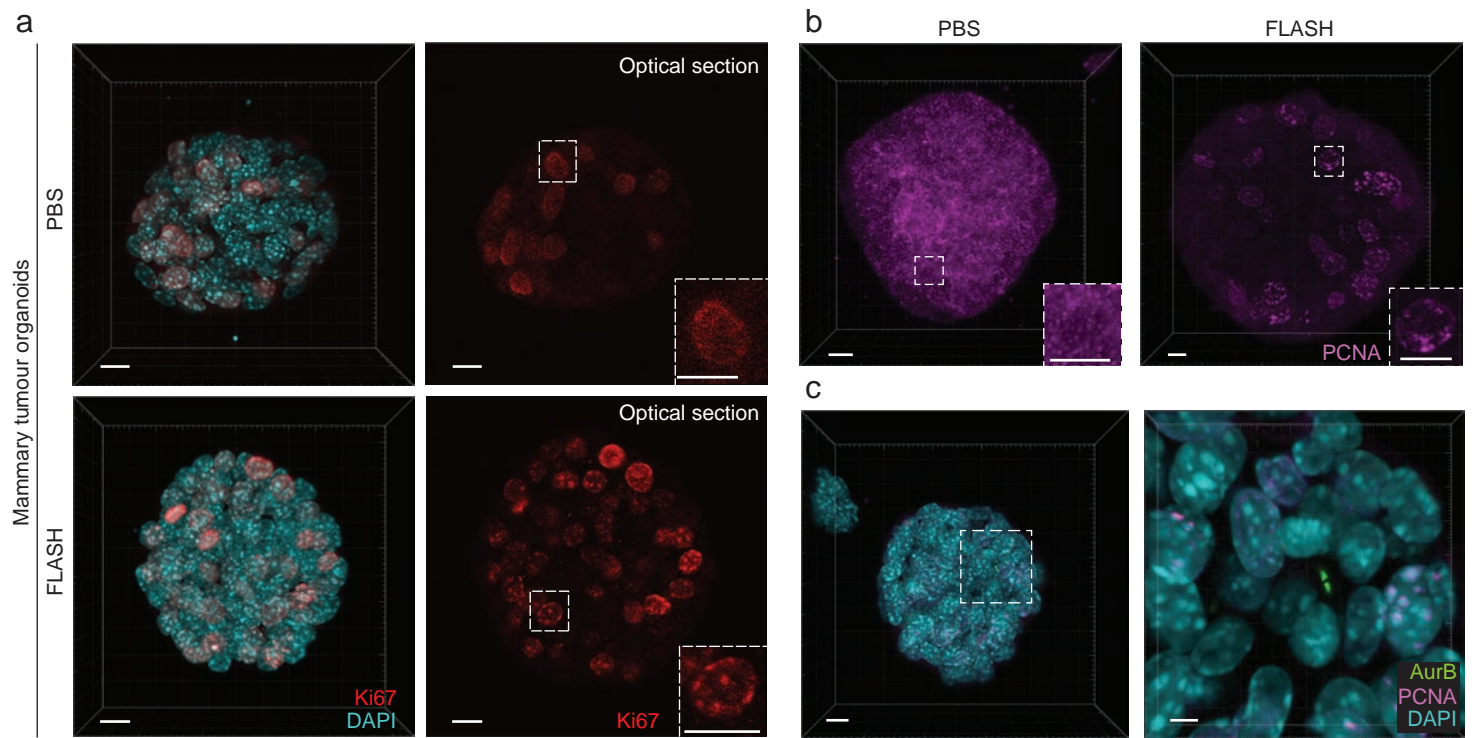 a
Mammary tumour organoids
PBS
Optical section
FLASH
Ki67
DAPI
Optical section
Ki67
b
PBS
FLASH
PCNA
c
AurB
PCNA
DAPI